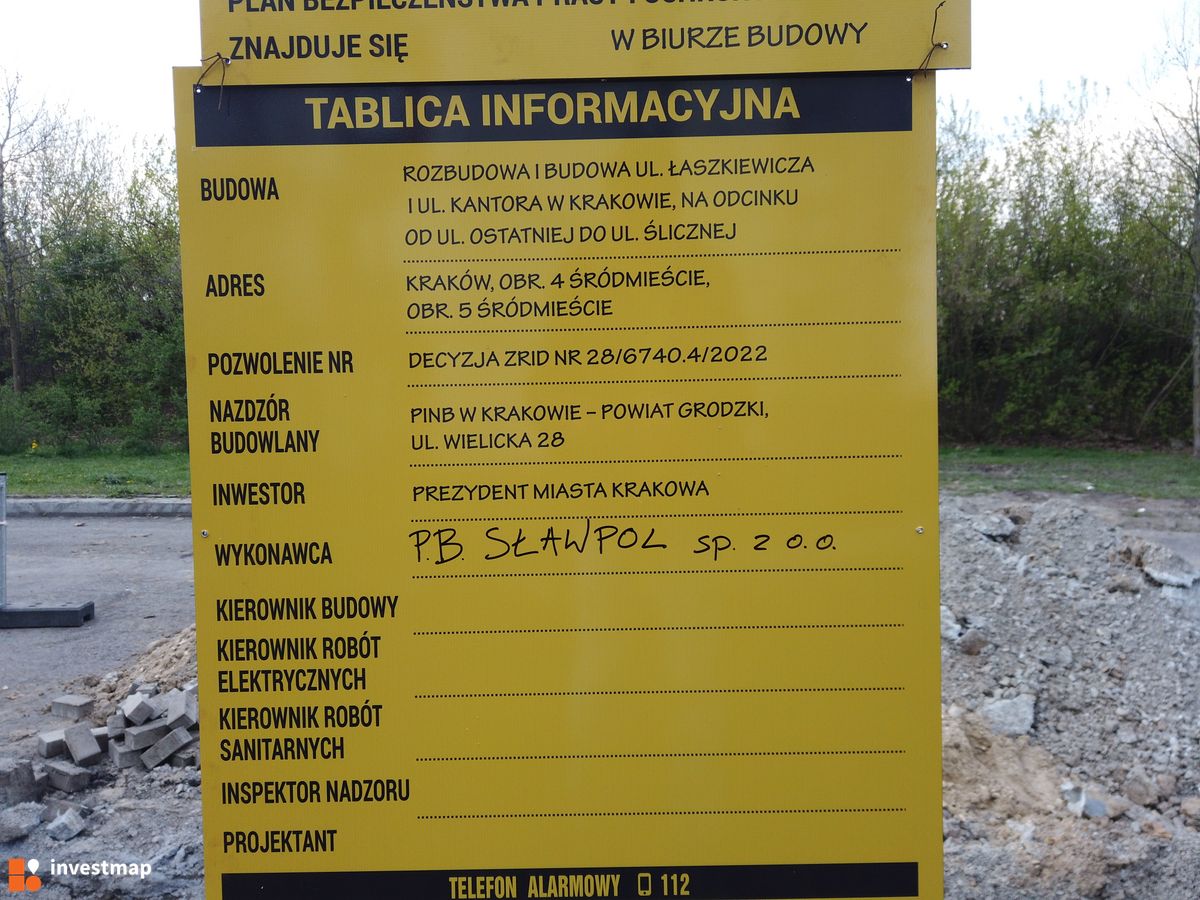 PLAN BEZPIECZEŃSTWA PRACY I
ZNAJDUJE SIĘ W BIURZE BUDOWY
TABLICA INFORMACYJNA
BUDOWA ROZBUDOWA I BUDOWA UL. ŁASZKIEWICZA
I UL. KANTORA W KRAKOWIE, NA ODCINKU
OD UL. OSTATNIEJ DO UL. ŚLICZNEJ
ADRES KRAKÓW, OBR. 4 ŚRÓDMIEŚCIE,
OBR. 5 ŚRÓDMIEŚCIE
POZWOLENIE NR DECYZJA ZRID NR 28/6740.4/2022
NAZDZÓR PINB W KRAKOWIE – POWIAT GRODZKI,
BUDOWLANY UL. WIELICKA 28
INWESTOR PREZYDENT MIASTA KRAKOWA
WYKONAWCA P.B. SŁAWPOL sp. z o.o.
KIEROWNIK BUDOWY
KIEROWNIK ROBÓT
ELEKTRYCZNYCH
KIEROWNIK ROBÓT
SANITARNYCH
INSPEKTOR NADZORU
PROJEKTANT
TELEFON ALARMOWY 112
investmap